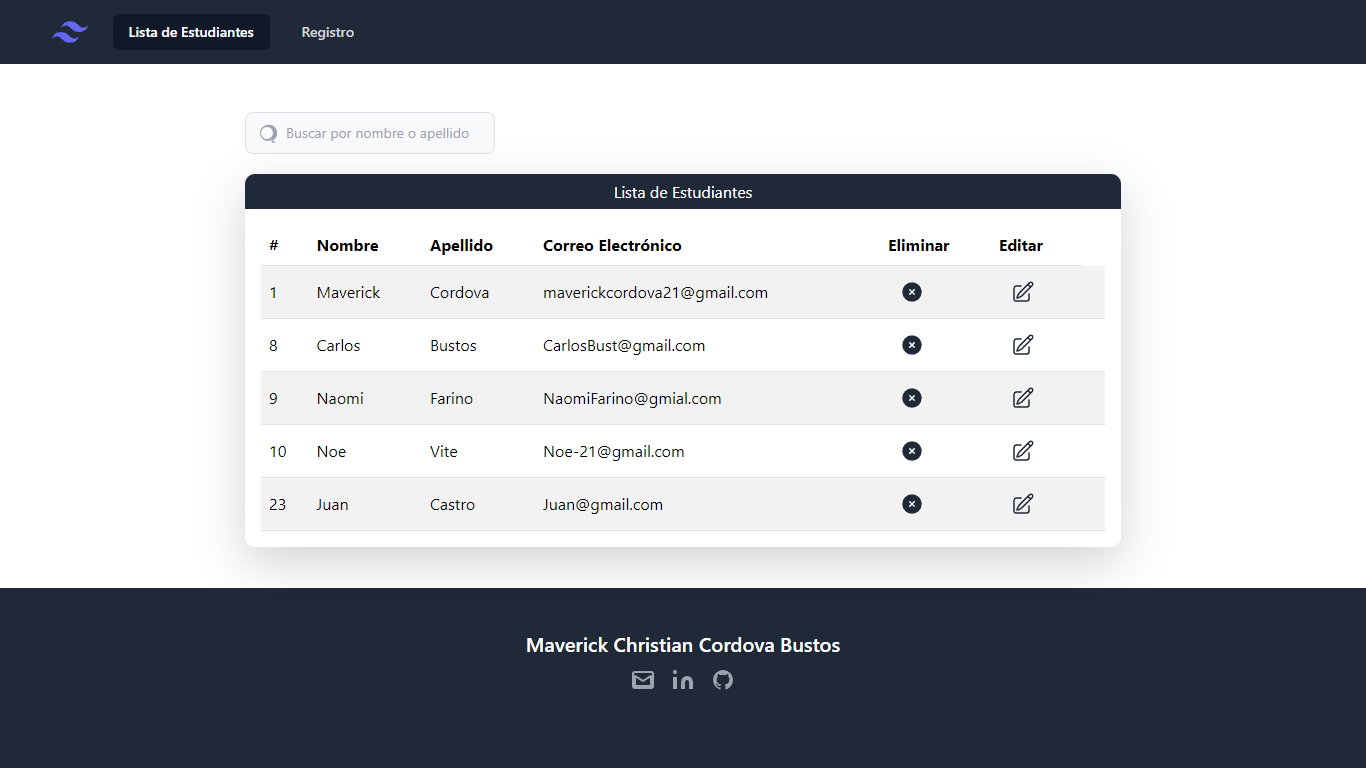 Lista de Estudiantes Registro
Buscar por nombre o apellido
Lista de Estudiantes
# Nombre Apellido Correo Electrónico Eliminar Editar
1 Maverick Cordova maverickcordova21@gmail.com
8 Carlos Bustos CarlosBust@gmail.com
9 Naomi Farino NaomiFarino@gmial.com
10 Noe Vite Noe-21@gmail.com
23 Juan Castro Juan@gmail.com
Maverick Christian Cordova Bustos